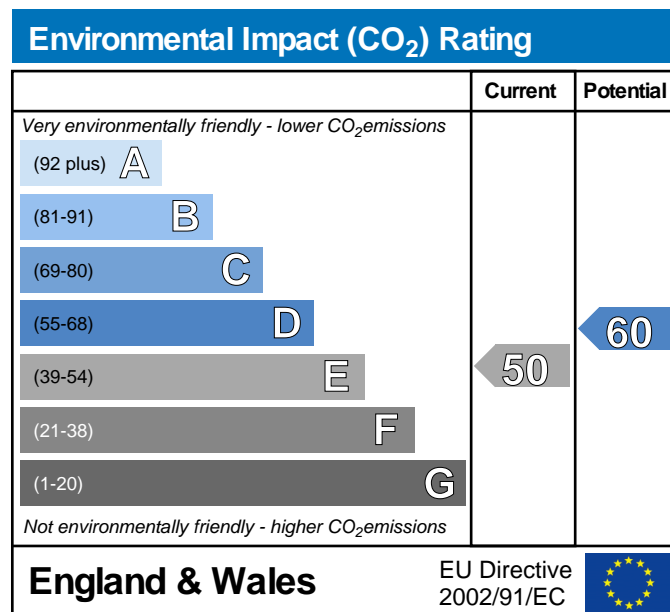 Environmental Impact (CO₂) Rating
Current Potential
Very environmentally friendly - lower CO₂emissions
(92 plus) A
(81-91) B
(69-80) C
(55-68) D
60
(39-54) E
50
(21-38) F
(1-20) G
Not environmentally friendly - higher CO₂emissions
England & Wales
EU Directive
2002/91/EC